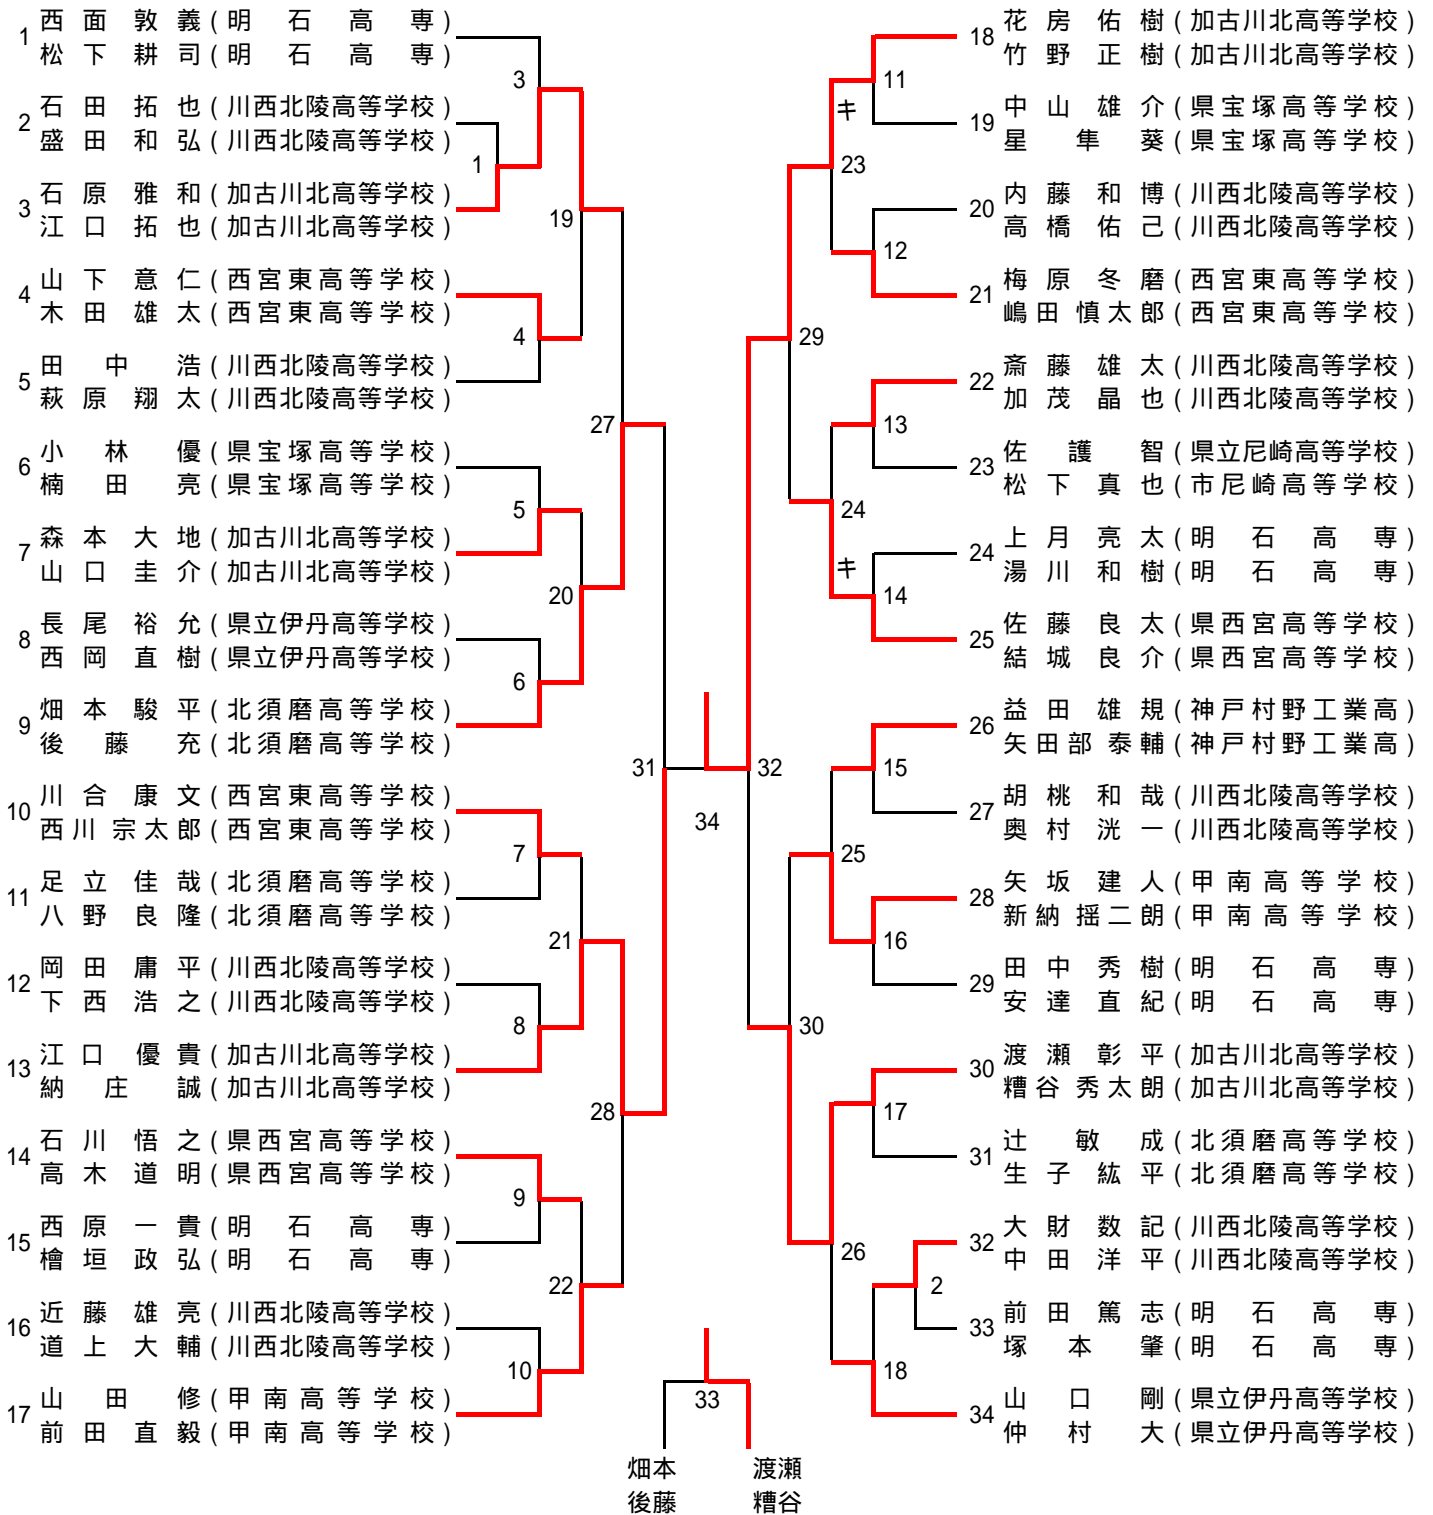 1 西面敦義(明石高専)
松下耕司(明石高専)
2 石田拓也(川西北陵高等学校)
盛田和弘(川西北陵高等学校)
3 石原雅和(加古川北高等学校)
江口拓也(加古川北高等学校)
4 山下意仁(西宮東高等学校)
木田雄太(西宮東高等学校)
5 田中浩(川西北陵高等学校)
萩原翔太(川西北陵高等学校)
6 小林優(県宝塚高等学校)
楠田亮(県宝塚高等学校)
7 森本大地(加古川北高等学校)
山口圭介(加古川北高等学校)
8 長尾裕允(県立伊丹高等学校)
西岡直樹(県立伊丹高等学校)
9 畑本駿平(北須磨高等学校)
後藤充(北須磨高等学校)
10 川合康文(西宮東高等学校)
西川宗太郎(西宮東高等学校)
11 足立佳哉(北須磨高等学校)
八野良隆(北須磨高等学校)
12 岡田庸平(川西北陵高等学校)
下西浩之(川西北陵高等学校)
13 江口優貴(加古川北高等学校)
納庄誠(加古川北高等学校)
14 石川悟之(県西宮高等学校)
高木道明(県西宮高等学校)
15 西原一貴(明石高専)
檜垣政弘(明石高専)
16 近藤雄亮(川西北陵高等学校)
道上大輔(川西北陵高等学校)
17 山田修(甲南高等学校)
前田直毅(甲南高等学校)
3
1
19
4
27
5
20
6
31
7
21
8
28
9
22
10
34
33
畑本 渡瀬
後藤 糟谷
32
11
キ
23
12
29
13
24
キ
14
15
25
16
30
17
26
2
18
18 花房佑樹(加古川北高等学校)
竹野正樹(加古川北高等学校)
19 中山雄介(県宝塚高等学校)
星隼葵(県宝塚高等学校)
20 内藤和博(川西北陵高等学校)
高橋佑己(川西北陵高等学校)
21 梅原冬磨(西宮東高等学校)
嶋田慎太郎(西宮東高等学校)
22 斎藤雄太(川西北陵高等学校)
加茂晶也(川西北陵高等学校)
23 佐護智(県立尼崎高等学校)
松下真也(市尼崎高等学校)
24 上月亮太(明石高専)
湯川和樹(明石高専)
25 佐藤良太(県西宮高等学校)
結城良介(県西宮高等学校)
26 益田雄規(神戸村野工業高)
矢田部泰輔(神戸村野工業高)
27 胡桃和哉(川西北陵高等学校)
奥村洸一(川西北陵高等学校)
28 矢坂建人(甲南高等学校)
新納揺二朗(甲南高等学校)
29 田中秀樹(明石高専)
安達直紀(明石高専)
30 渡瀬彰平(加古川北高等学校)
糟谷秀太朗(加古川北高等学校)
31 辻敏成(北須磨高等学校)
生子紘平(北須磨高等学校)
32 大財数記(川西北陵高等学校)
中田洋平(川西北陵高等学校)
33 前田篤志(明石高専)
塚本肇(明石高専)
34 山口剛(県立伊丹高等学校)
仲村大(県立伊丹高等学校)